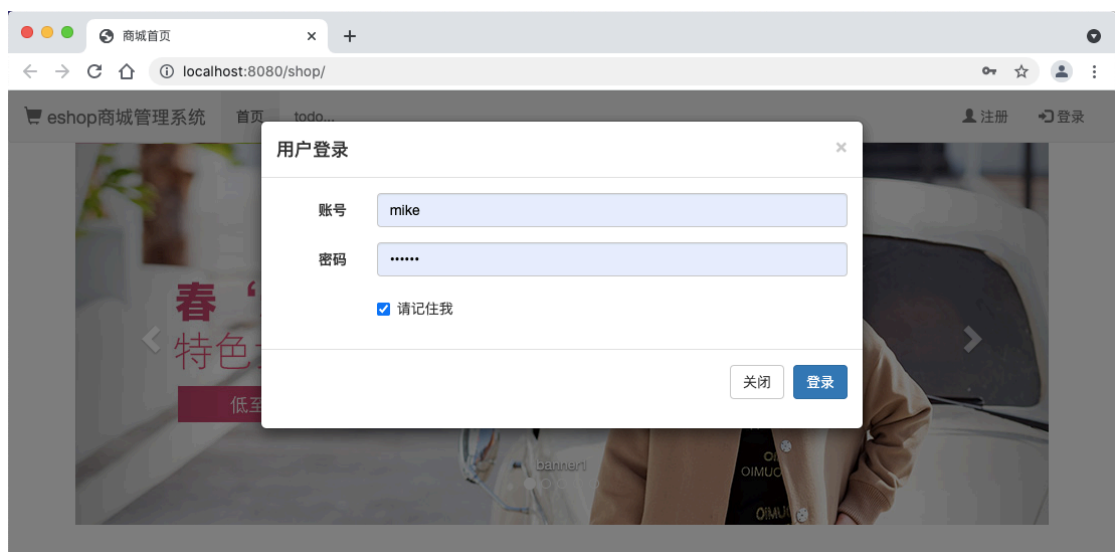 商城首页
localhost:8080/shop/
eshop商城管理系统 首页 todo... 注册 登录
用户登录 ×
账号 mike
密码 ••••••
请记住我
关闭 登录
春‘
特色
低至
banner1
OIMUO